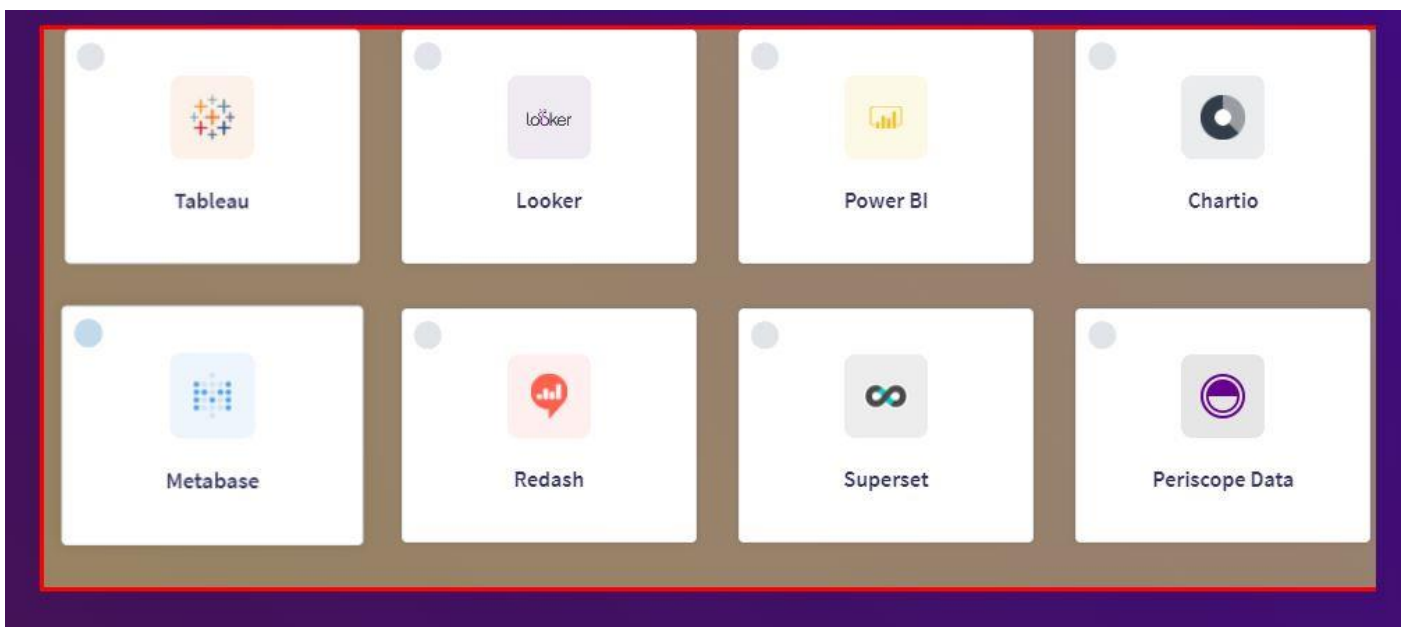 looker
Tableau
Looker
Power BI
Chartio
Metabase
Redash
Superset
Periscope Data